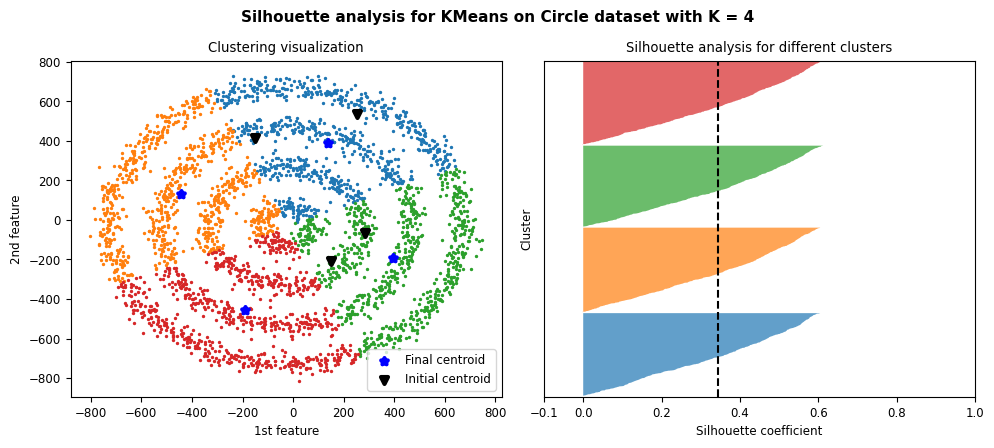 Silhouette analysis for KMeans on Circle dataset with K = 4
Clustering visualization
2nd feature
800
600
400
200
0
−200
−400
−600
−800
−800
−600
−400
−200
0
200
400
600
800
1st feature
Final centroid
Initial centroid
Silhouette analysis for different clusters
Cluster
−0.1
0.0
0.2
0.4
0.6
0.8
1.0
Silhouette coefficient